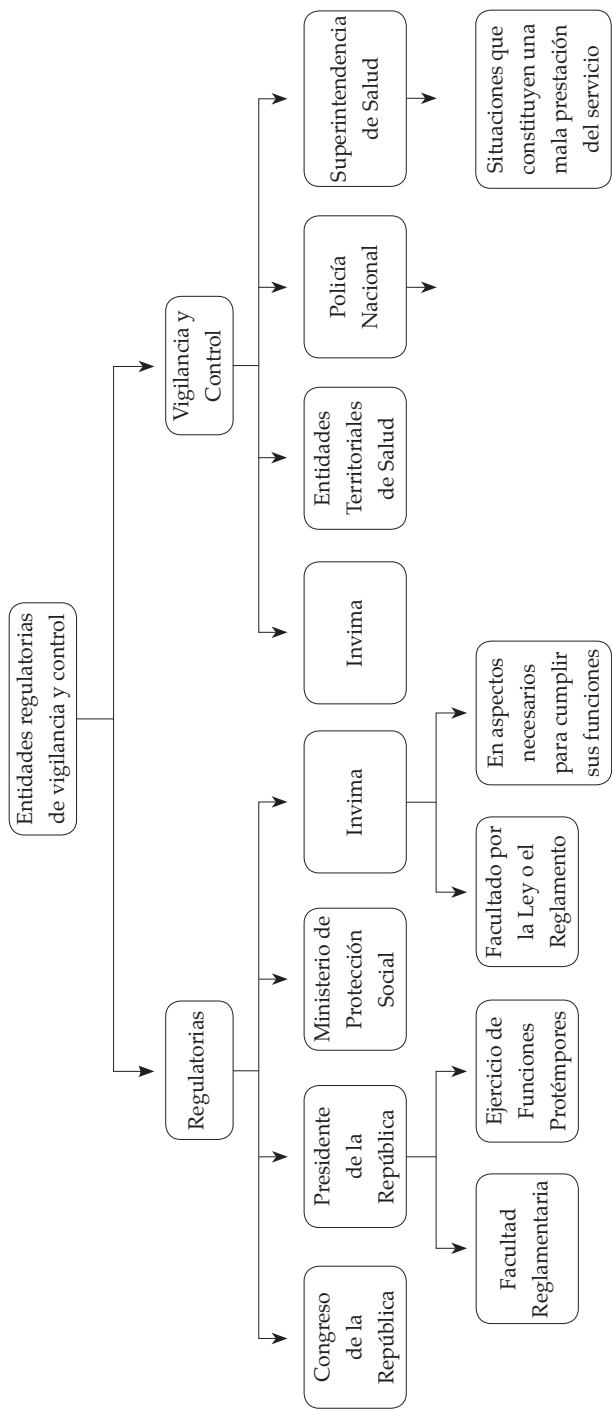 Entidades regulatorias
de vigilancia y control
Regulatorias
Vigilancia y
Control
Congreso
de la
República
Presidente
de la
República
Ministerio de
Protección
Social
Invima
Invima
Entidades
Territoriales
de Salud
Policía
Nacional
Superintendencia
de Salud
Facultad
Reglamentaria
Ejercicio de
Funciones
Protémpores
Facultado por
la Ley o el
Reglamento
En aspectos
necesarios
para cumplir
sus funciones
Situaciones que
constituyen una
mala prestación
del servicio